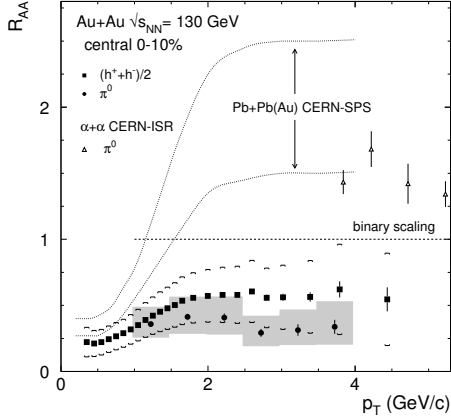 R_AA
Au+Au √s_NN = 130 GeV
central 0-10%
(h⁺+h⁻)/2
π⁰
α+α CERN-ISR
π⁰
Pb+Pb(Au) CERN-SPS
binary scaling
2
1
0
0
2
4
p_T (GeV/c)